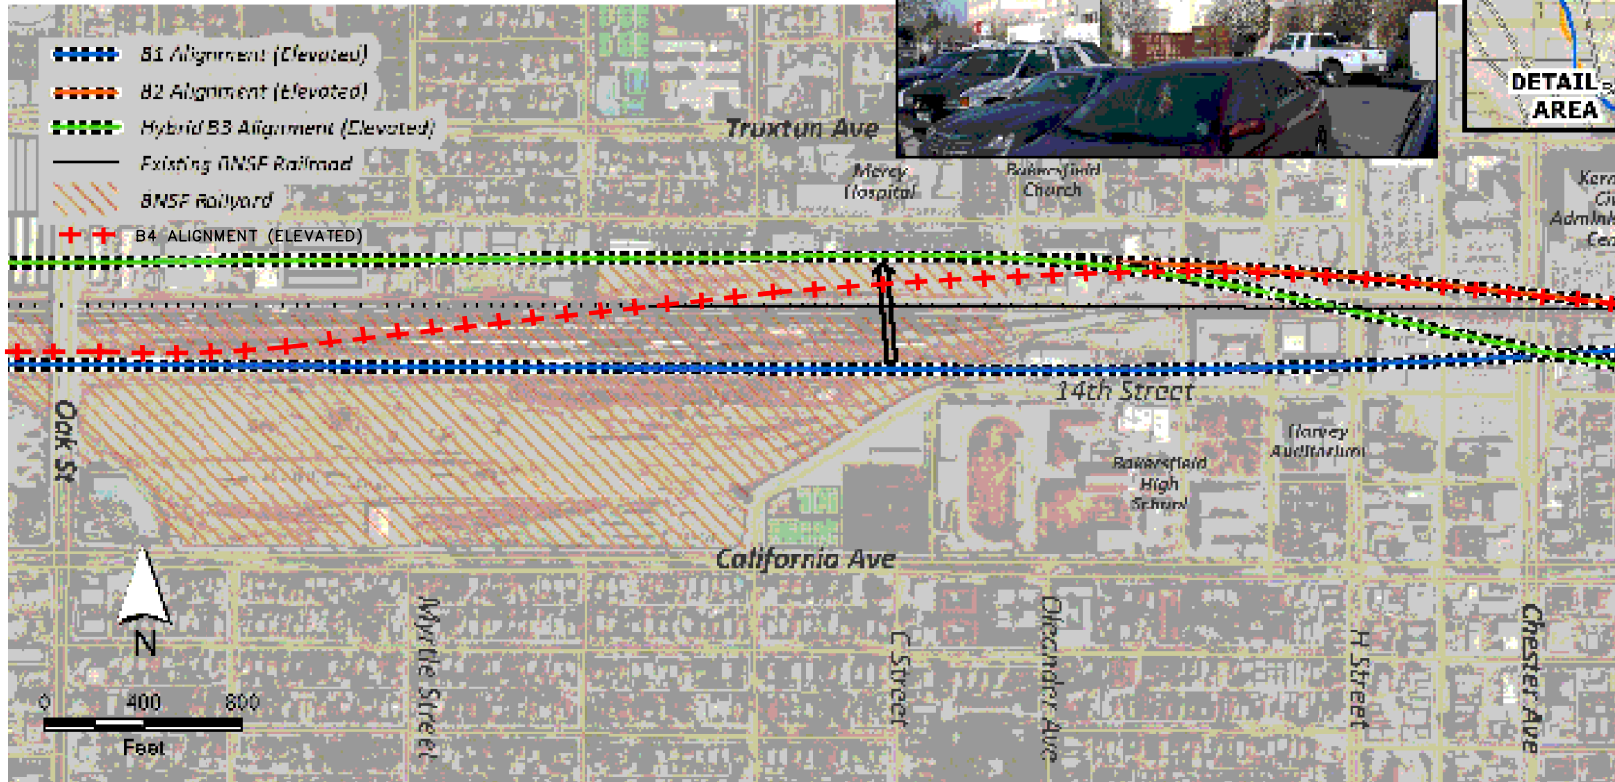 B1 Alignment (Elevated)
B2 Alignment (Elevated)
Hybrid B3 Alignment (Elevated)
Existing BNSF Railroad
BNSF Railyard
B4 ALIGNMENT (ELEVATED)
Truxtun Ave
Mercy
Hospital
Bakersfield
Church
DETAIL
AREA
14th Street
Oak St
Harvey
Auditorium
Bakersfield
High
School
California Ave
N
0 400 800
Feet
Myrtle Street
C Street
Oleander Ave
H Street
Chester Ave